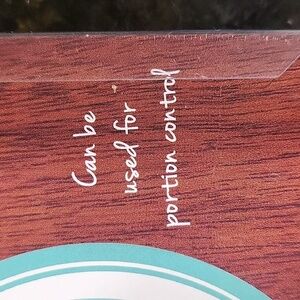 Can be
used for
portion control